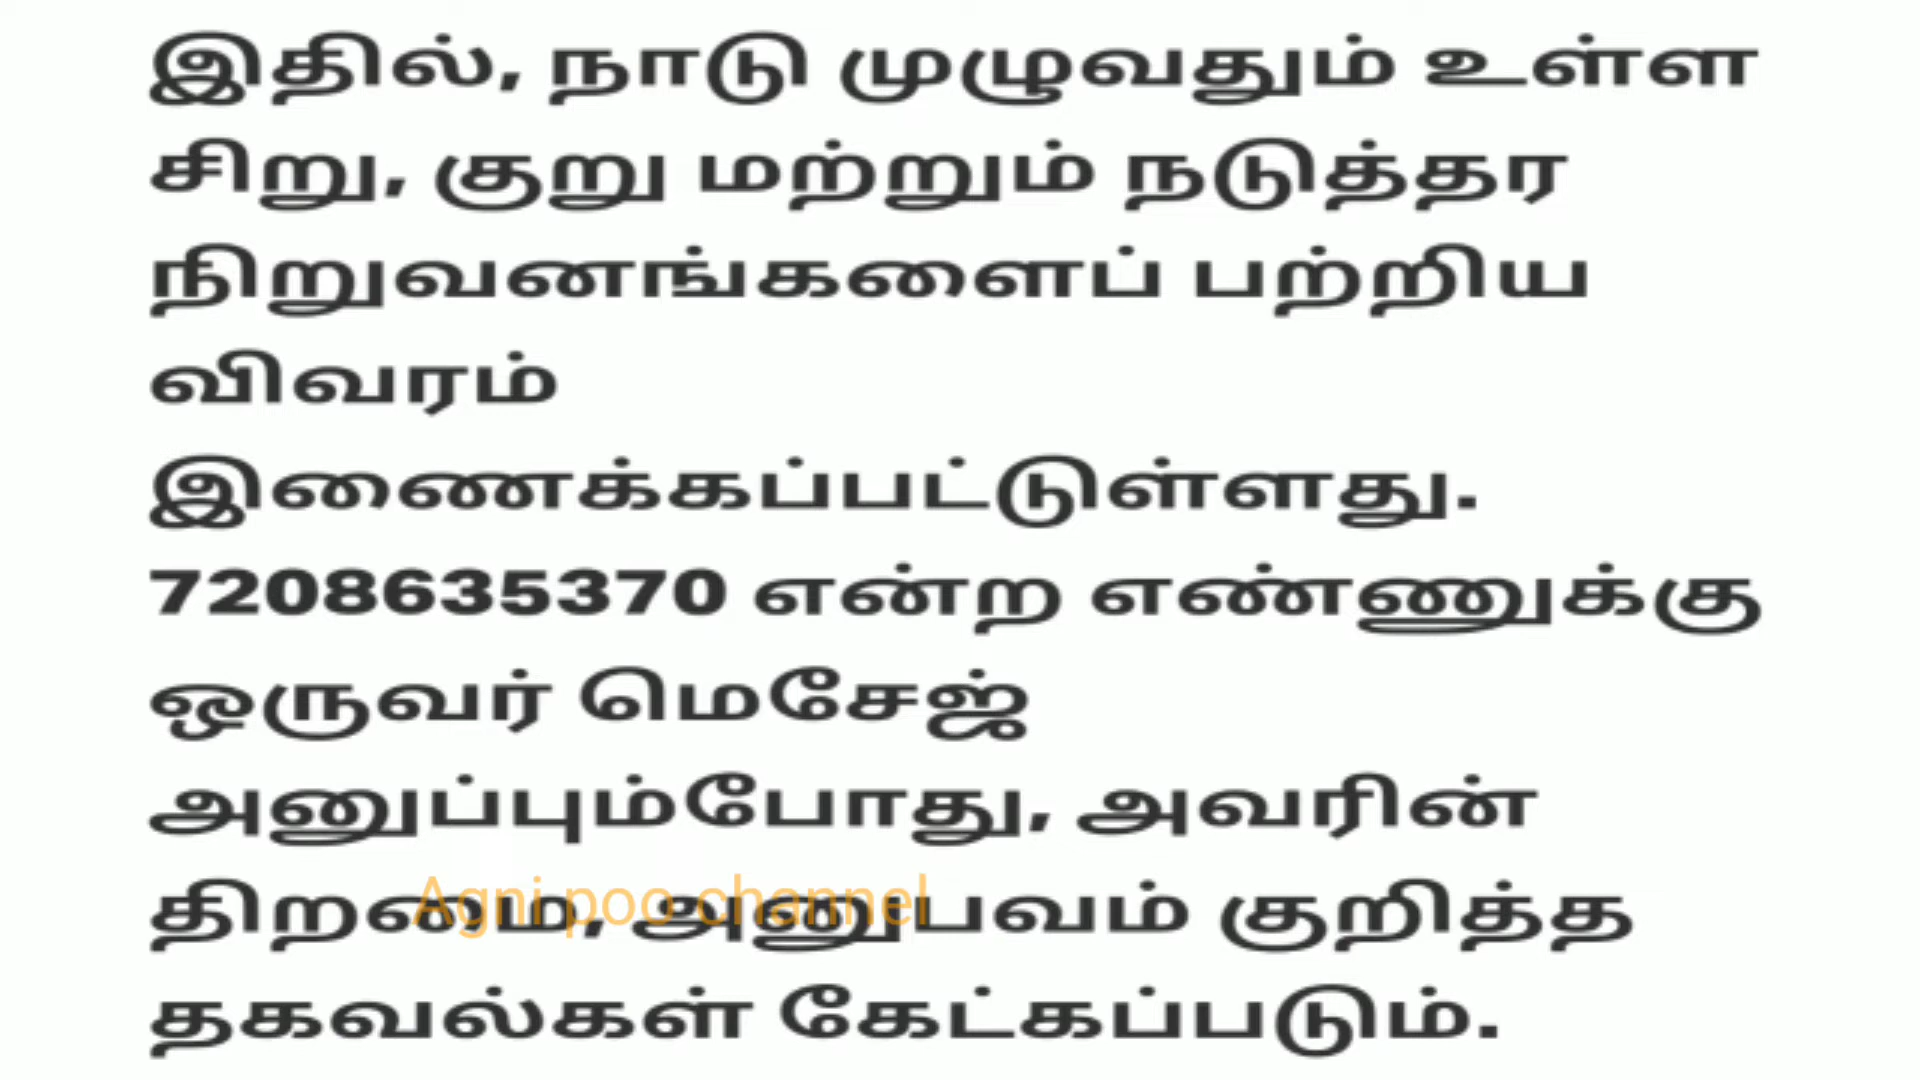 இதில், நாடு முழுவதும் உள்ள
சிறு, குறு மற்றும் நடுத்தர
நிறுவனங்களைப் பற்றிய
விவரம்
இணைக்கப்பட்டுள்ளது.
7208635370 என்ற எண்ணுக்கு
ஒருவர் மெசேஜ்
அனுப்பும்போது, அவரின்
திறமை, அனுபவம் குறித்த
Agni poo channel
தகவல்கள் கேட்கப்படும்.